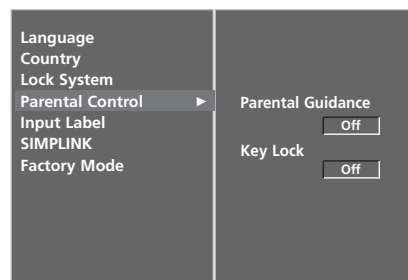 Language
Country
Lock System
Parental Control ►
Input Label
SIMPLINK
Factory Mode
Parental Guidance
Off
Key Lock
Off